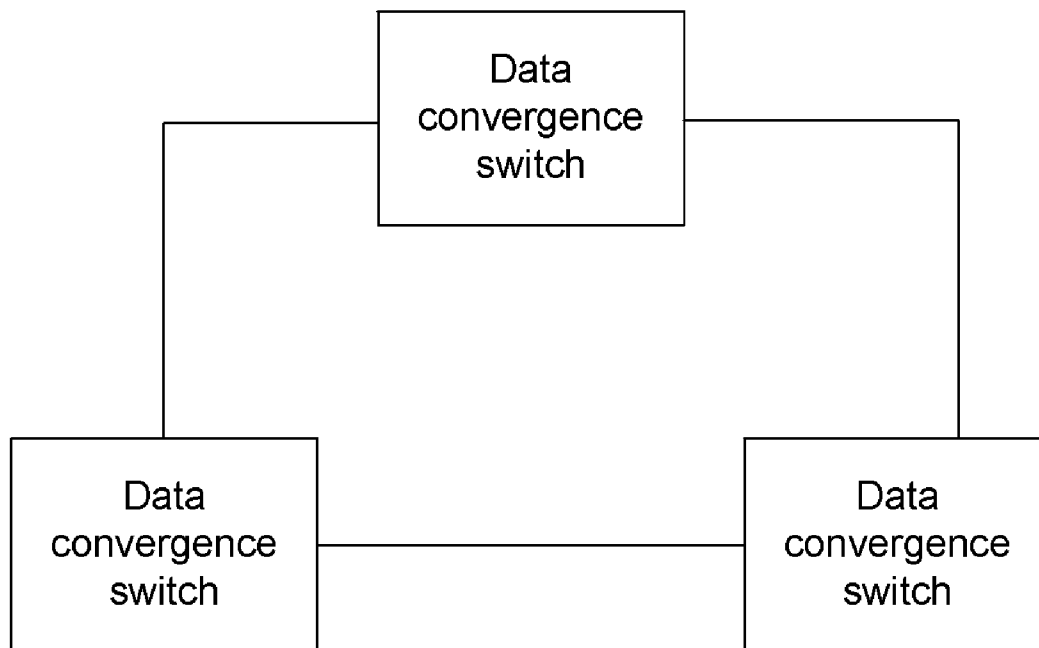 Data
convergence
switch
Data
convergence
switch
Data
convergence
switch